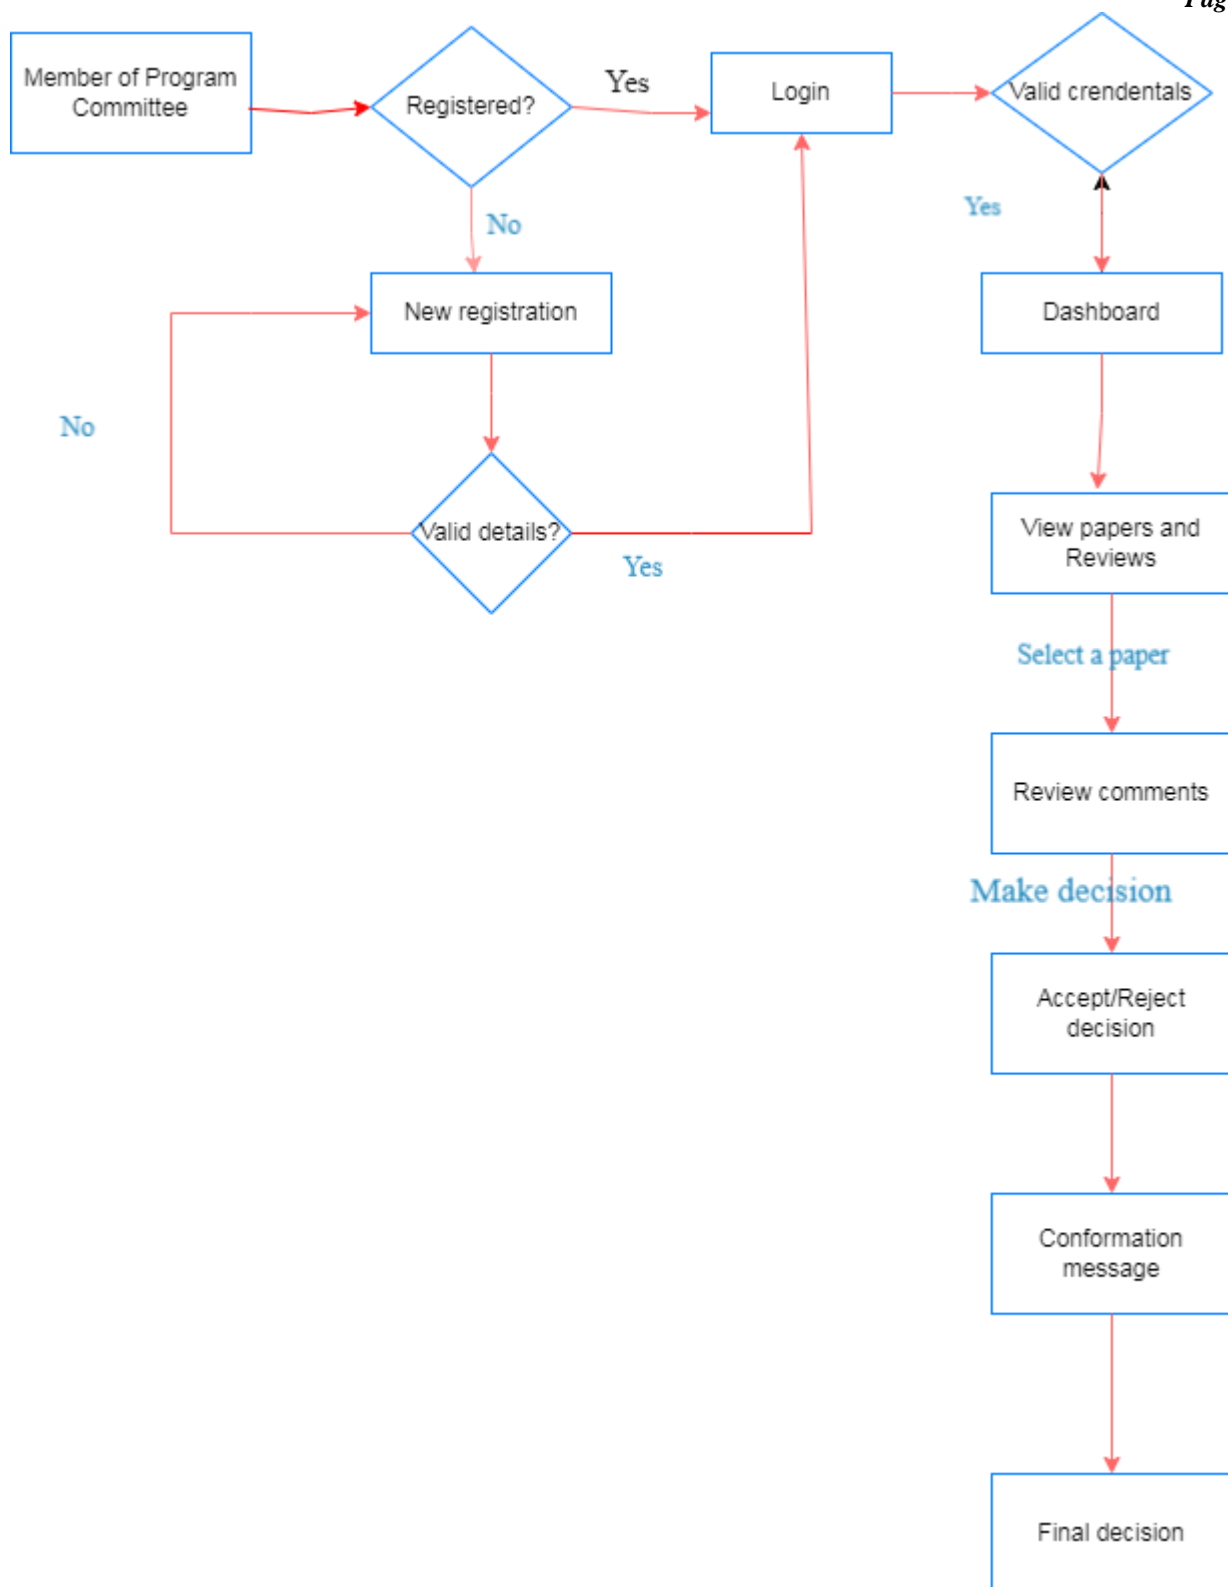 Pag
Member of Program
Committee
Registered?
Yes
Login
Valid crendentals
No
Yes
New registration
Dashboard
No
Valid details?
Yes
View papers and
Reviews
Select a paper
Review comments
Make decision
Accept/Reject
decision
Conformation
message
Final decision